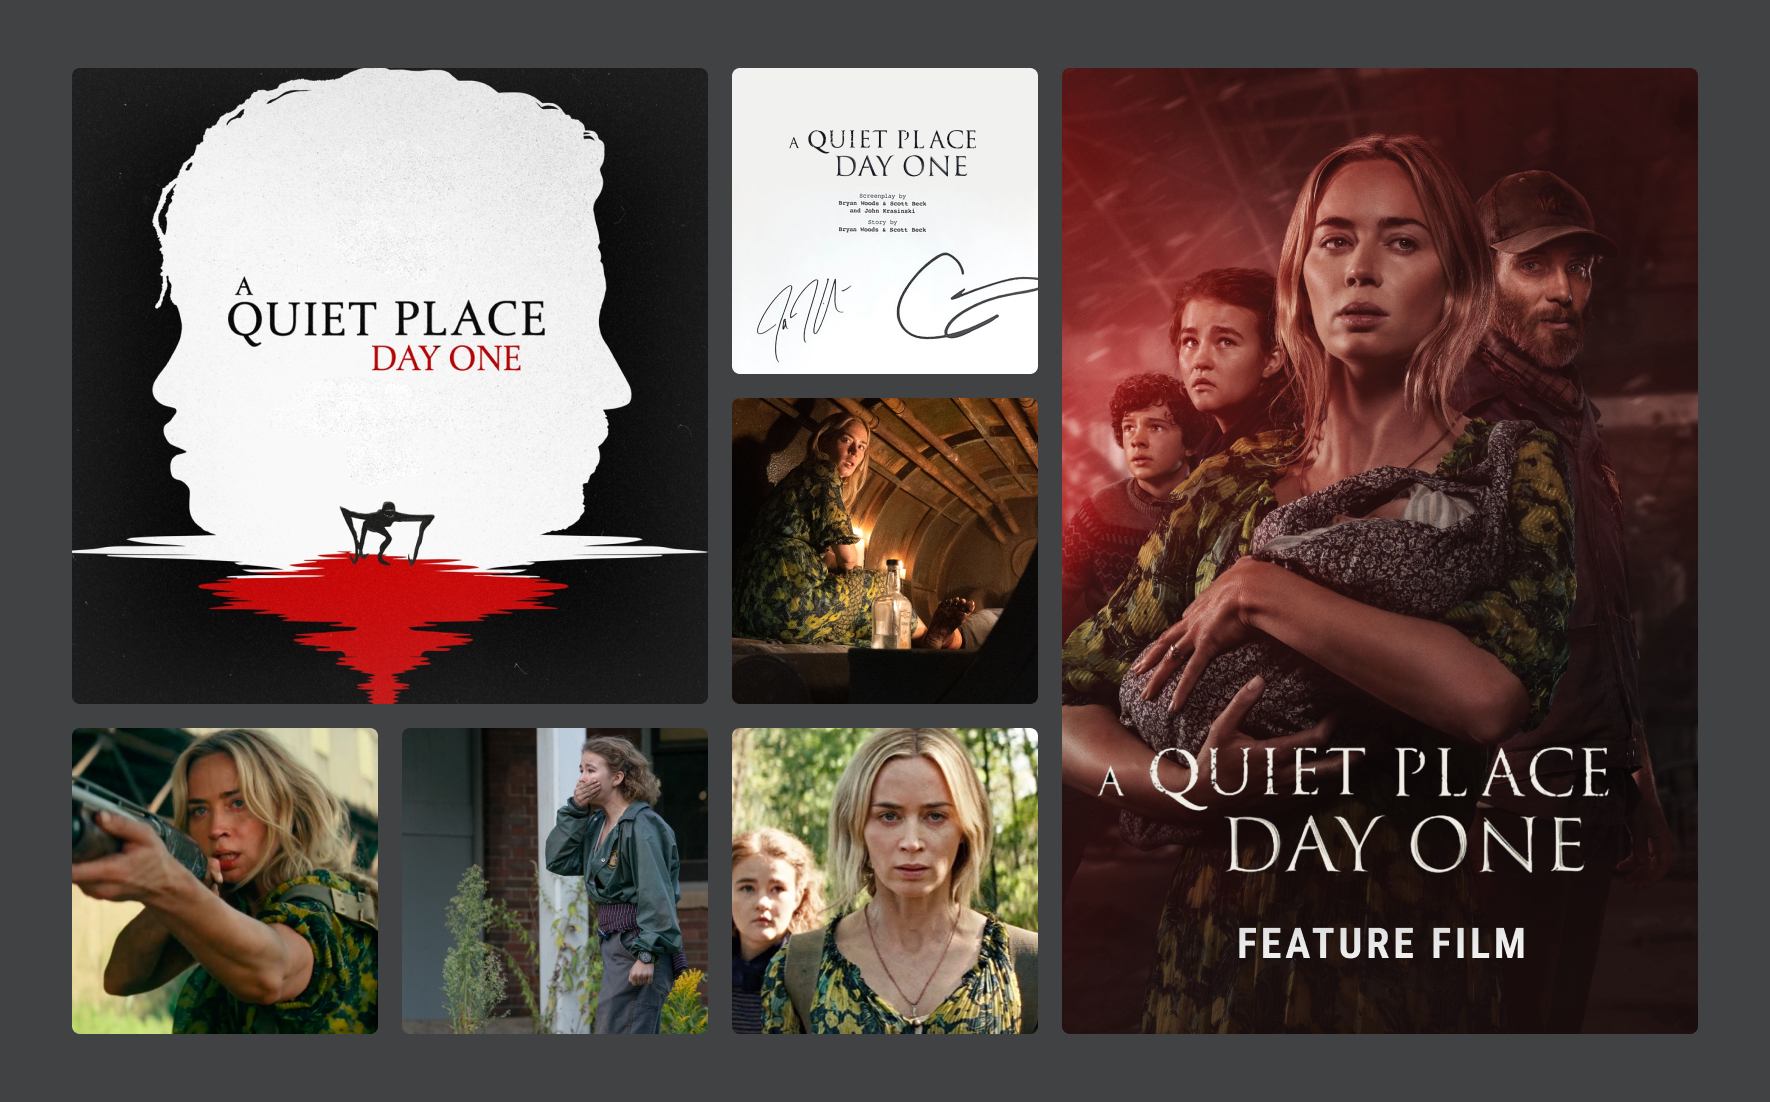 A
QUIET PLACE
DAY ONE
A QUIET PLACE
DAY ONE
Screenplay by
Bryan Woods & Scott Beck
and John Krasinski
Story by
Bryan Woods & Scott Beck
A QUIET PLACE
DAY ONE
FEATURE FILM